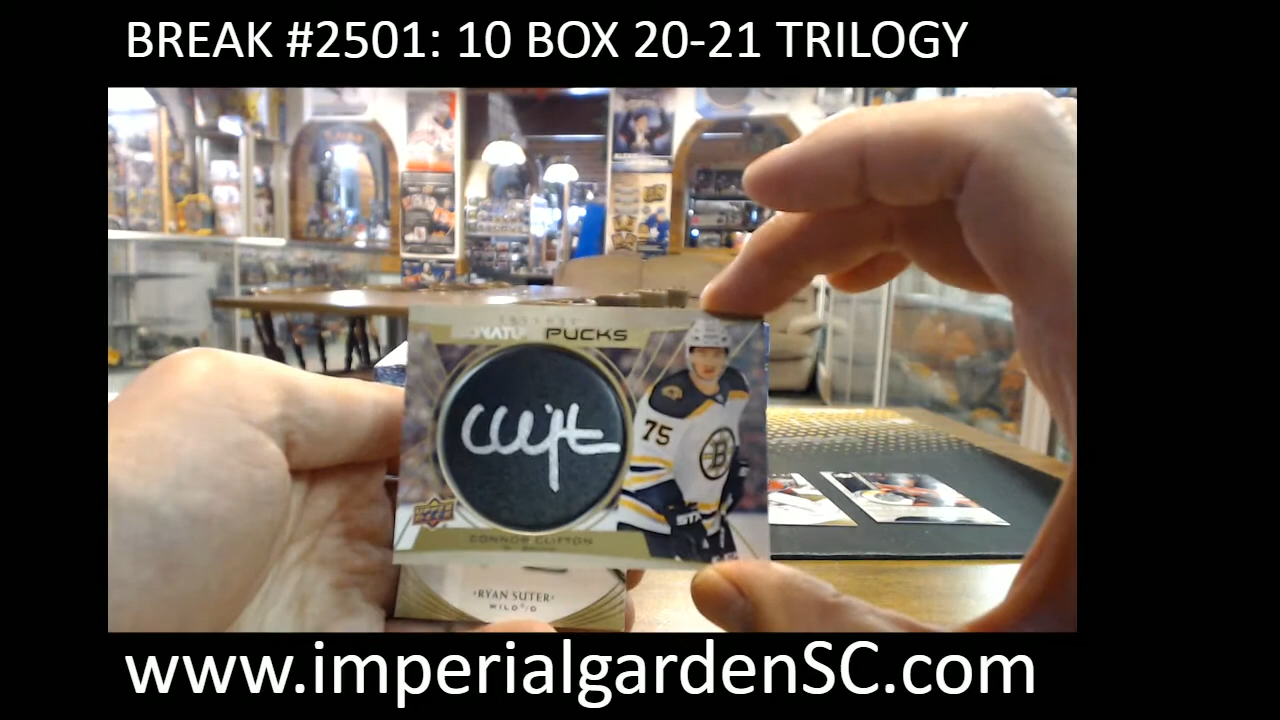 BREAK #2501: 10 BOX 20-21 TRILOGY
PUCKS
75
B
CONNOR CLIFTON
RYAN SUTER
WILD D
www.imperialgardenSC.com